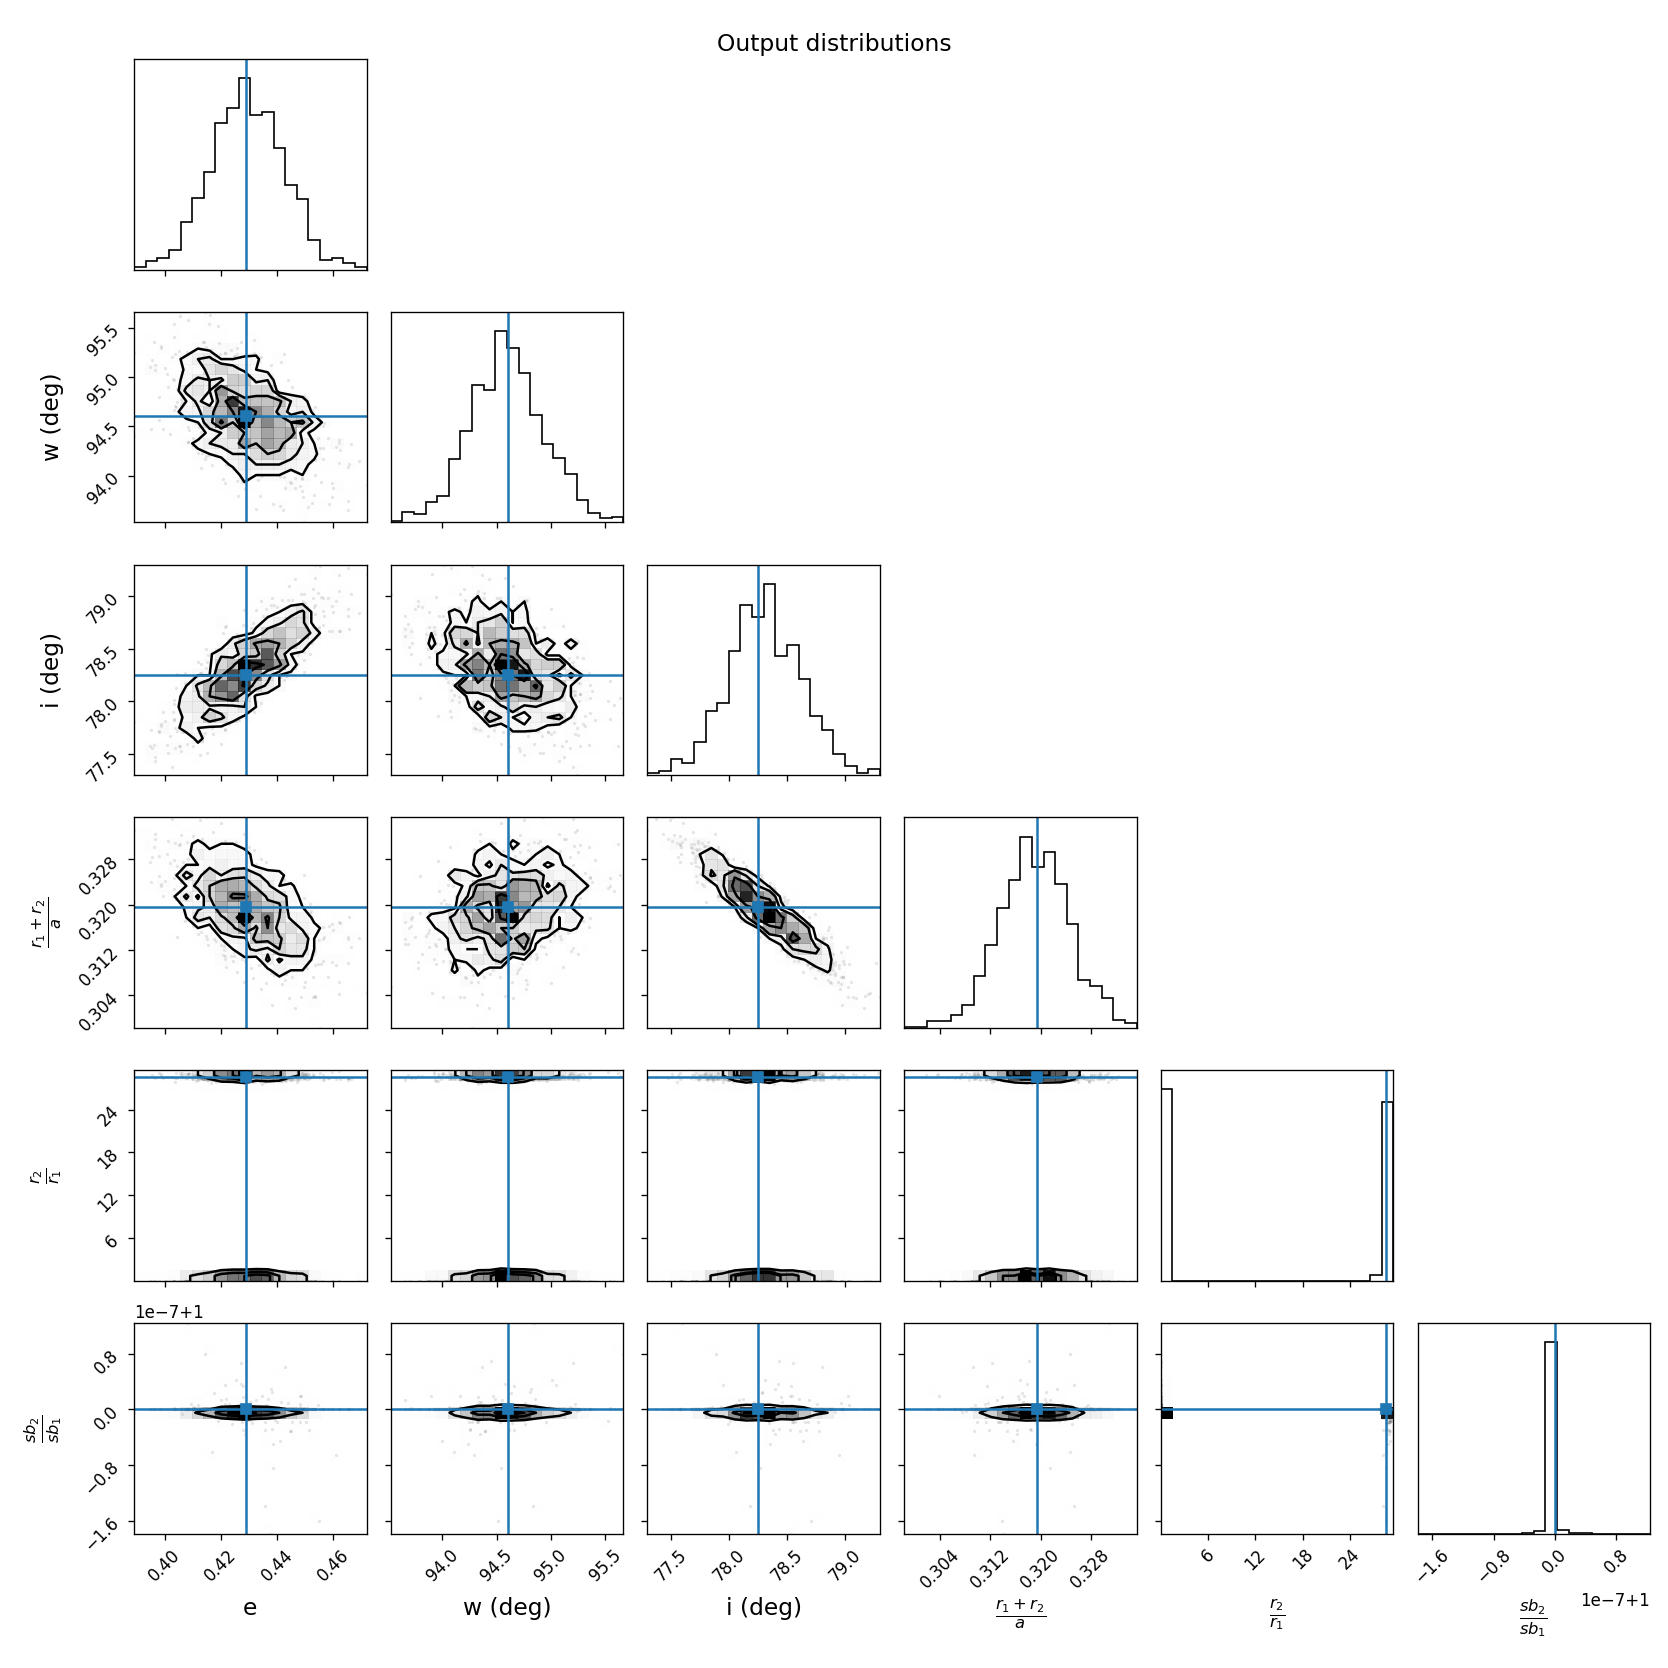 Output distributions
w (deg)
95.5
95.0
94.5
94.0
i (deg)
79.0
78.5
78.0
77.5
r₁ + r₂
a
0.328
0.320
0.312
0.304
r₂
r₁
24
18
12
6
1e−7+1
sb₂
sb₁
0.8
0.0
−0.8
−1.6
0.40 0.42 0.44 0.46
94.0 94.5 95.0 95.5
77.5 78.0 78.5 79.0
0.304 0.312 0.320 0.328
6 12 18 24
−1.6 −0.8 0.0 0.8
1e−7+1
e
w (deg)
i (deg)
r₁ + r₂
a
r₂
r₁
sb₂
sb₁